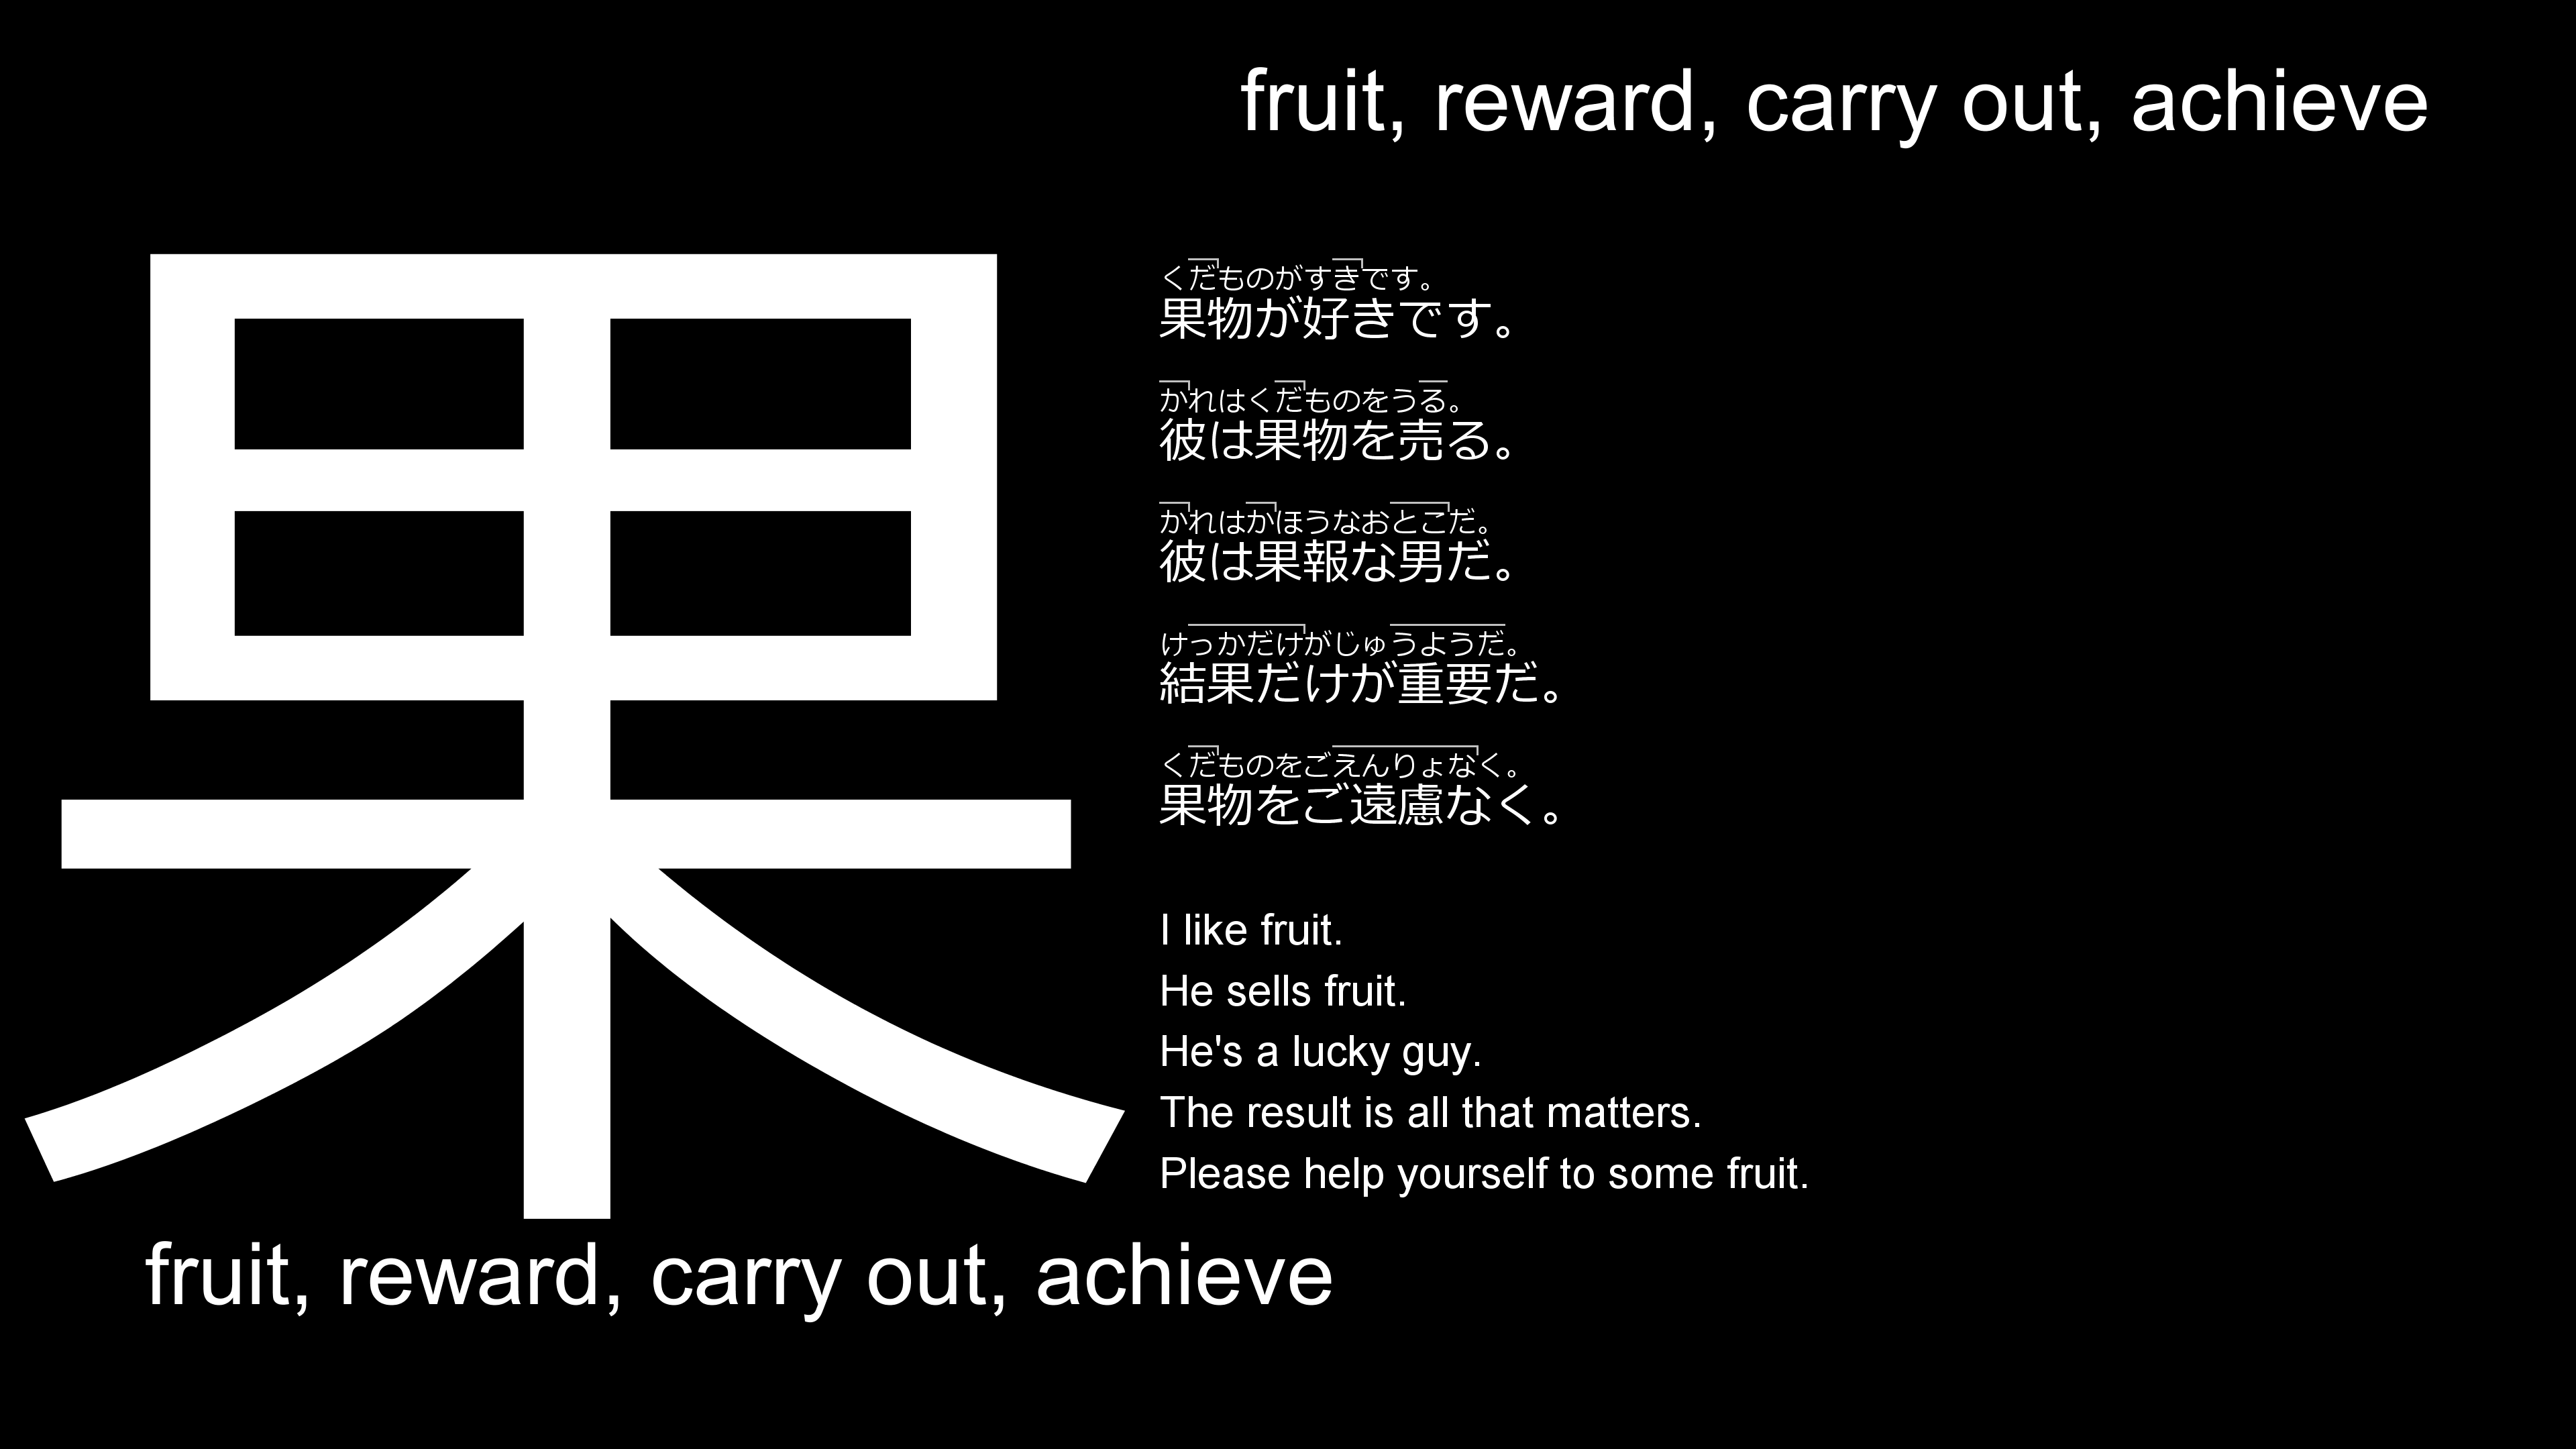 fruit, reward, carry out, achieve
果
くだものがすきです。
果物が好きです。
かれはくだものをうる。
彼は果物を売る。
かれはかほうなおとこだ。
彼は果報な男だ。
けっかだけがじゅうようだ。
結果だけが重要だ。
くだものをごえんりょなく。
果物をご遠慮なく。
I like fruit.
He sells fruit.
He's a lucky guy.
The result is all that matters.
Please help yourself to some fruit.
fruit, reward, carry out, achieve